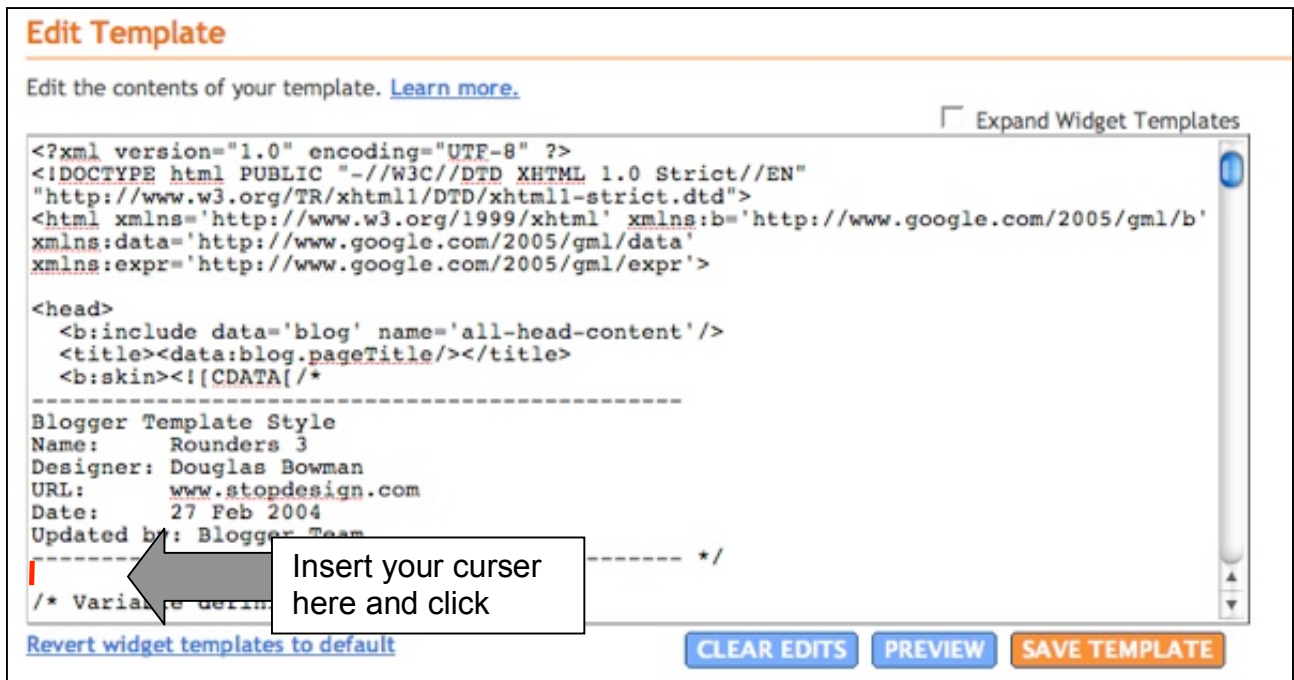 Edit Template
Edit the contents of your template. Learn more.
Expand Widget Templates
<?xml version="1.0" encoding="UTF-8" ?>
<!DOCTYPE html PUBLIC "-//W3C//DTD XHTML 1.0 Strict//EN"
"http://www.w3.org/TR/xhtml1/DTD/xhtml1-strict.dtd">
<html xmlns='http://www.w3.org/1999/xhtml' xmlns:b='http://www.google.com/2005/gml/b'
xmlns:data='http://www.google.com/2005/gml/data'
xmlns:expr='http://www.google.com/2005/gml/expr'>
<head>
<b:include data='blog' name='all-head-content'/>
<title><data:blog.pageTitle/></title>
<b:skin><![CDATA[/*
-----------------------------------------------
Blogger Template Style
Name: Rounders 3
Designer: Douglas Bowman
URL: www.stopdesign.com
Date: 27 Feb 2004
Updated by: Blogger Team
----------------------------------------------- */
Insert your curser
here and click
/* Variable
Revert widget templates to default
CLEAR EDITS PREVIEW SAVE TEMPLATE